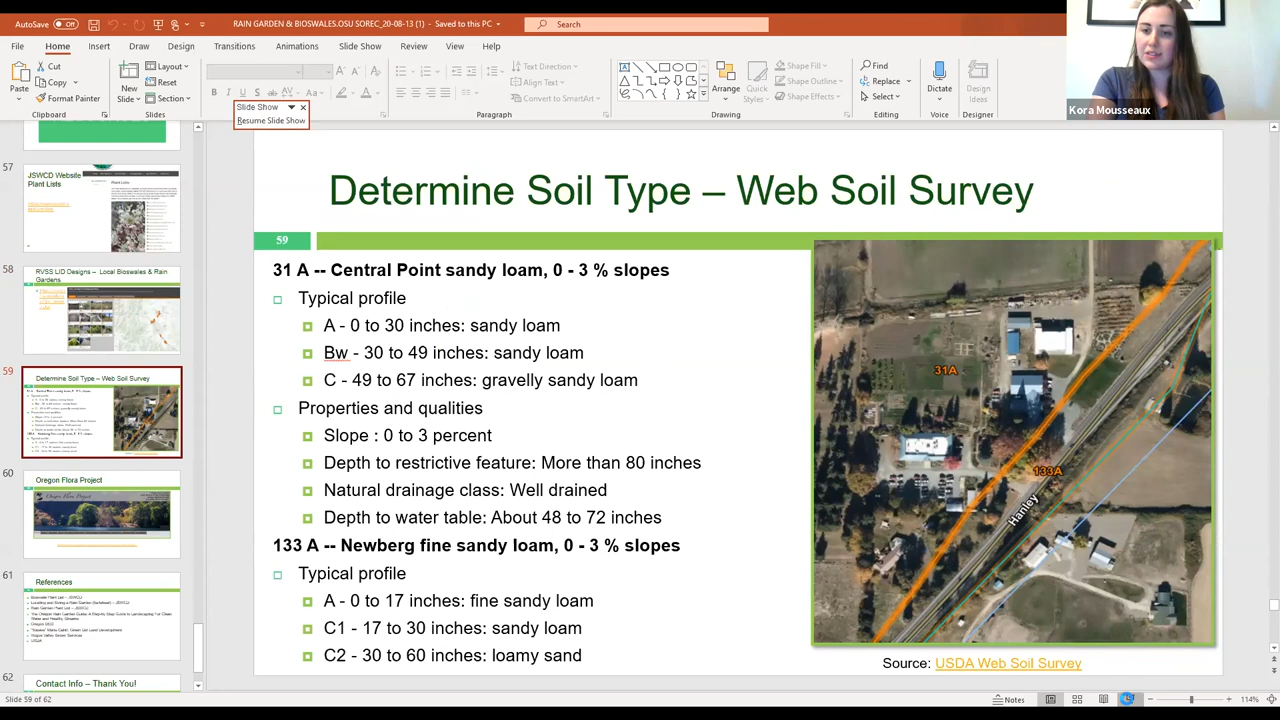 AutoSave
Off
RAIN GARDEN & BIOSWALES.OSU SOREC_20-08-13 (1) - Saved to this PC
Search
File
Home
Insert
Draw
Design
Transitions
Animations
Slide Show
Review
View
Help
Paste
Cut
Copy
Format Painter
Clipboard
New
Slide
Layout
Reset
Section
Slides
Slide Show
Resume Slide Show
Text Direction
Align Text
Convert to SmartArt
Paragraph
Arrange
Quick
Styles
Shape Fill
Shape Outline
Shape Effects
Drawing
Find
Replace
Select
Editing
Dictate
Voice
Design
Ideas
Designer
Kora Mousseaux
57
JSWCD Website
Plant Lists
58
RVSS LID Designs – Local Bioswales & Rain
Gardens
59
Determine Soil Type – Web Soil Survey
60
Oregon Flora Project
61
References
62
Contact Info – Thank You!
Determine Soil Type – Web Soil Survey
59
31 A -- Central Point sandy loam, 0 - 3 % slopes
Typical profile
A - 0 to 30 inches: sandy loam
Bw - 30 to 49 inches: sandy loam
C - 49 to 67 inches: gravelly sandy loam
Properties and qualities
Slope : 0 to 3 percent
Depth to restrictive feature: More than 80 inches
Natural drainage class: Well drained
Depth to water table: About 48 to 72 inches
133 A -- Newberg fine sandy loam, 0 - 3 % slopes
Typical profile
A - 0 to 17 inches: fine sandy loam
C1 - 17 to 30 inches: sandy loam
C2 - 30 to 60 inches: loamy sand
31A
133A
Hanley
Source: USDA Web Soil Survey
Slide 59 of 62
Notes
114%